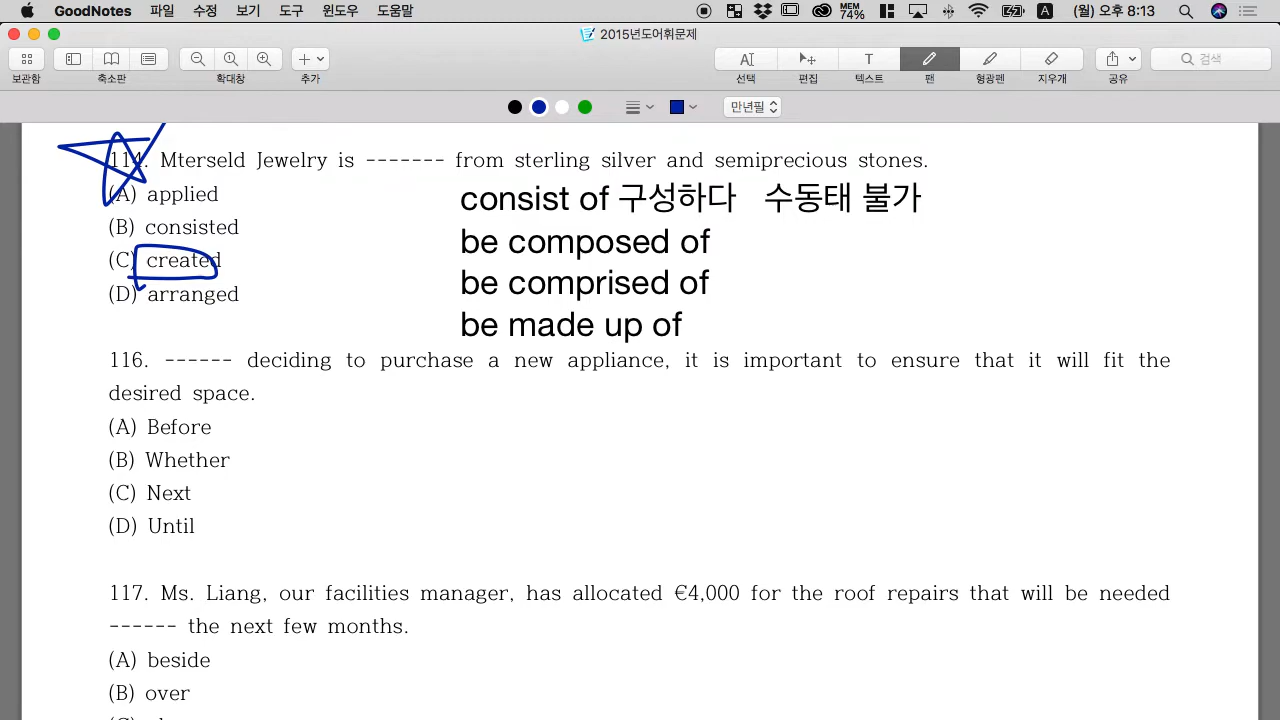 GoodNotes 파일 수정 보기 도구 윈도우 도움말 MEM 74% A (월) 오후 8:13
2015년도어휘문제
보관함 축소판 확대창 추가 선택 편집 텍스트 펜 형광펜 지우개 공유 검색
만년필
114. Mterseld Jewelry is ------- from sterling silver and semiprecious stones.
(A) applied
(B) consisted
(C) created
(D) arranged
consist of 구성하다 수동태 불가
be composed of
be comprised of
be made up of
116. ------ deciding to purchase a new appliance, it is important to ensure that it will fit the
desired space.
(A) Before
(B) Whether
(C) Next
(D) Until
117. Ms. Liang, our facilities manager, has allocated €4,000 for the roof repairs that will be needed
------ the next few months.
(A) beside
(B) over